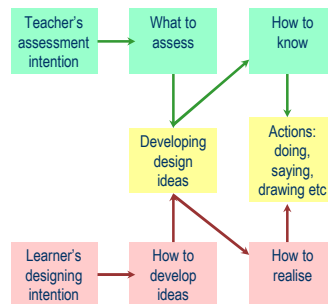 Teacher’s
assessment
intention
What to
assess
How to
know
Developing
design
ideas
Actions:
doing,
saying,
drawing etc
Learner’s
designing
intention
How to
develop
ideas
How to
realise